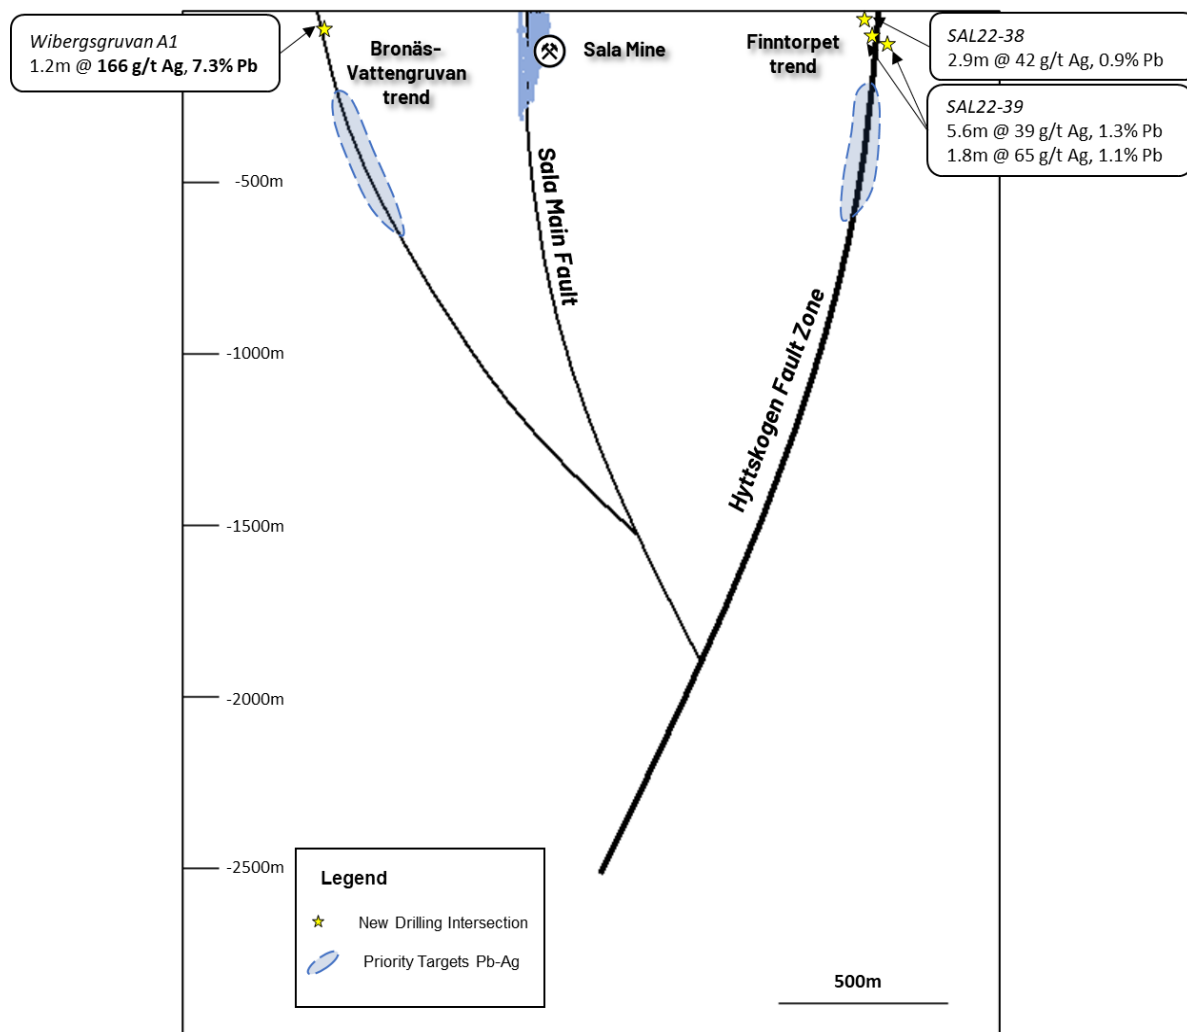 Wibergsgruvan A1
1.2m @ 166 g/t Ag, 7.3% Pb
Bronäs-
Vattengruvan
trend
Sala Mine
Finntorpet
trend
SAL22-38
2.9m @ 42 g/t Ag, 0.9% Pb
SAL22-39
5.6m @ 39 g/t Ag, 1.3% Pb
1.8m @ 65 g/t Ag, 1.1% Pb
-500m
Sala Main Fault
-1000m
Hyttskogen Fault Zone
-1500m
-2000m
-2500m
Legend
New Drilling Intersection
Priority Targets Pb-Ag
500m